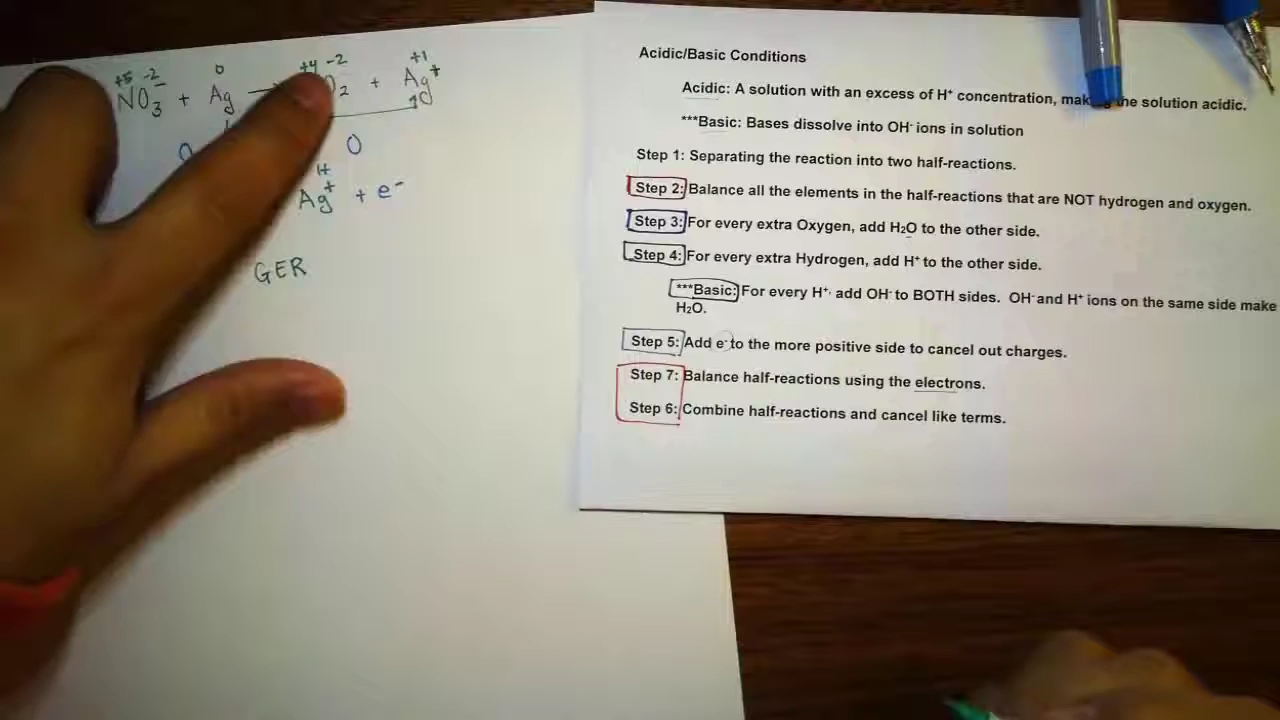 +5 -2 0 +4 -2 +1
NO₃⁻ + Ag → O₂ + Ag⁺
0 0
1+
Ag⁺ + e⁻
GER
Acidic/Basic Conditions
Acidic: A solution with an excess of H⁺ concentration, the solution acidic.
***Basic: Bases dissolve into OH⁻ ions in solution
Step 1: Separating the reaction into two half-reactions.
Step 2: Balance all the elements in the half-reactions that are NOT hydrogen and oxygen.
Step 3: For every extra Oxygen, add H₂O to the other side.
Step 4: For every extra Hydrogen, add H⁺ to the other side.
***Basic: For every H⁺, add OH⁻ to BOTH sides. OH⁻ and H⁺ ions on the same side make
H₂O.
Step 5: Add e⁻ to the more positive side to cancel out charges.
Step 7: Balance half-reactions using the electrons.
Step 6: Combine half-reactions and cancel like terms.